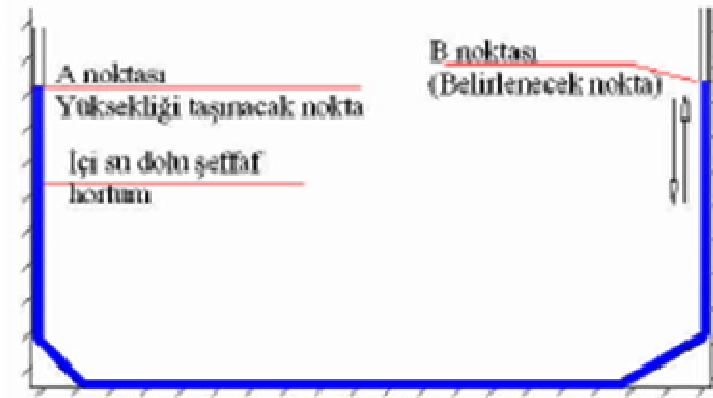 A noktası
Yüksekliği taşınacak nokta
İçi su dolu şeffaf
hortum
B noktası
(Belirlenecek nokta)